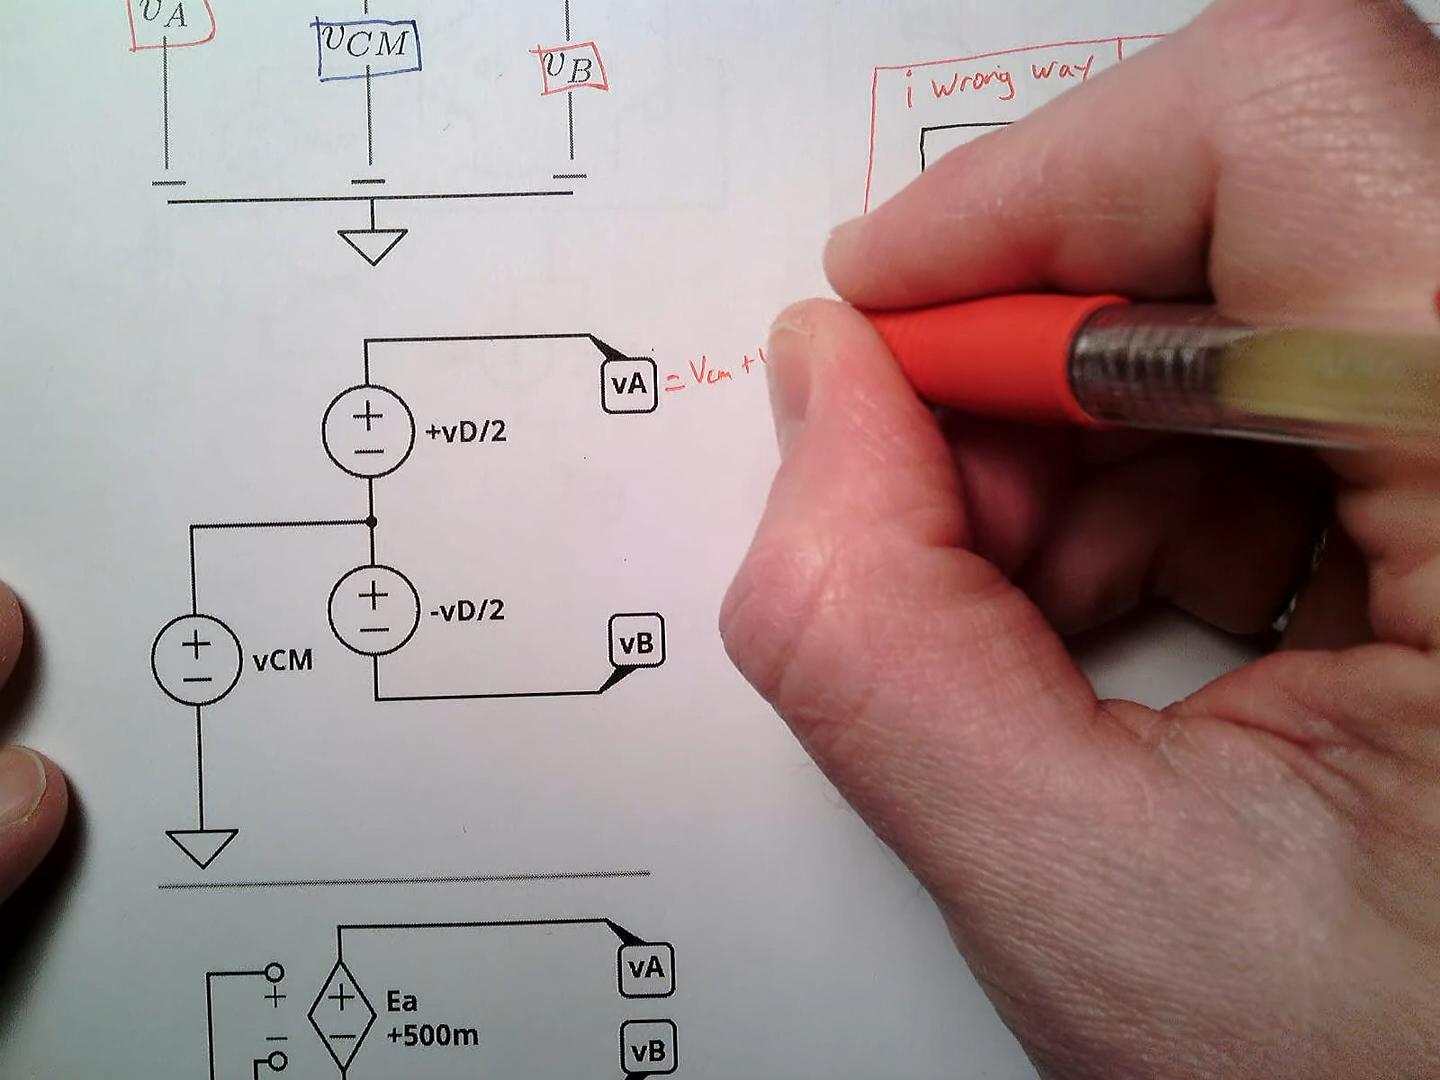 vA
vCM
vB
i wrong way
vA = Vcm +
+vD/2
-vD/2
vB
vCM
vA
Ea
+500m
vB